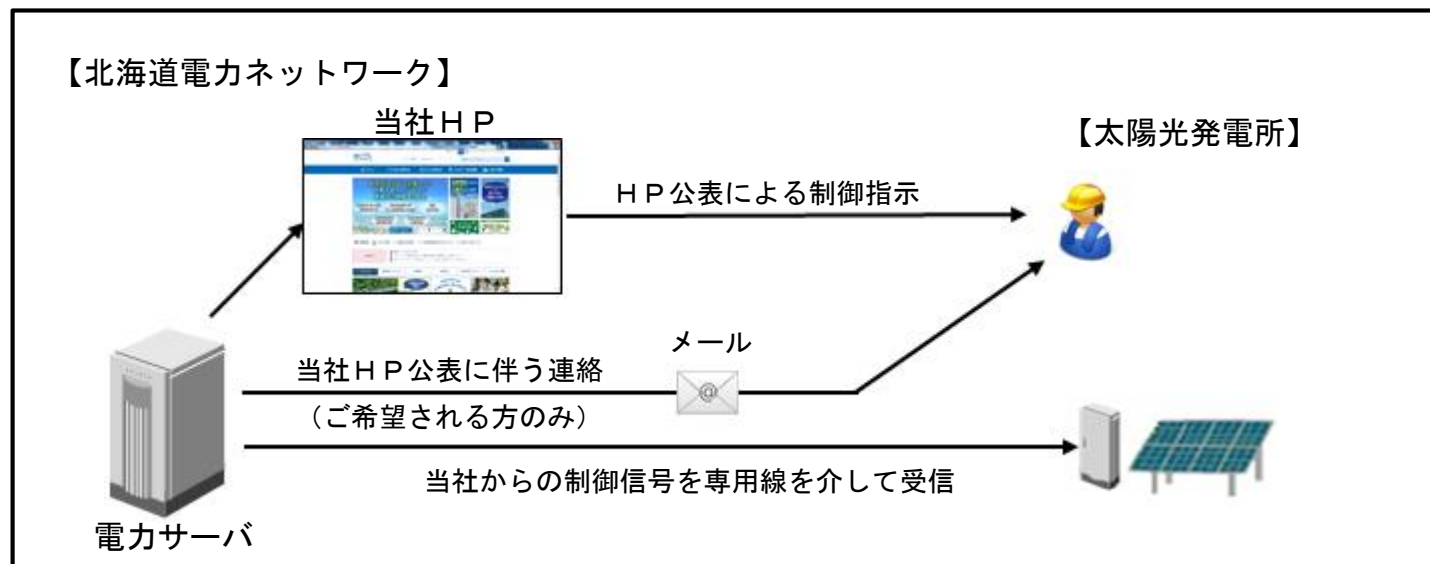 【北海道電力ネットワーク】
当社ＨＰ
【太陽光発電所】
ＨＰ公表による制御指示
メール
当社ＨＰ公表に伴う連絡
（ご希望される方のみ）
当社からの制御信号を専用線を介して受信
電力サーバ